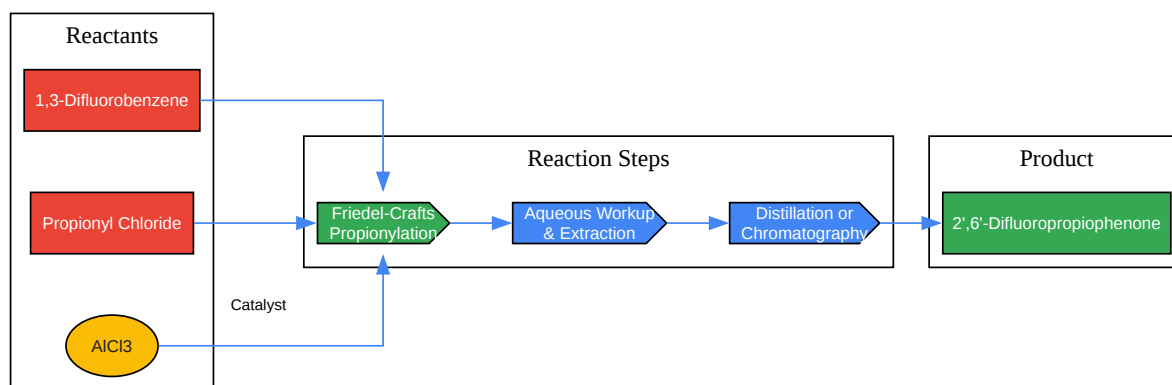 Reactants
1,3-Difluorobenzene
Propionyl Chloride
AlCl3
Catalyst
Reaction Steps
Friedel-Crafts
Propionylation
Aqueous Workup
& Extraction
Distillation or
Chromatography
Product
2',6'-Difluoropropiophenone